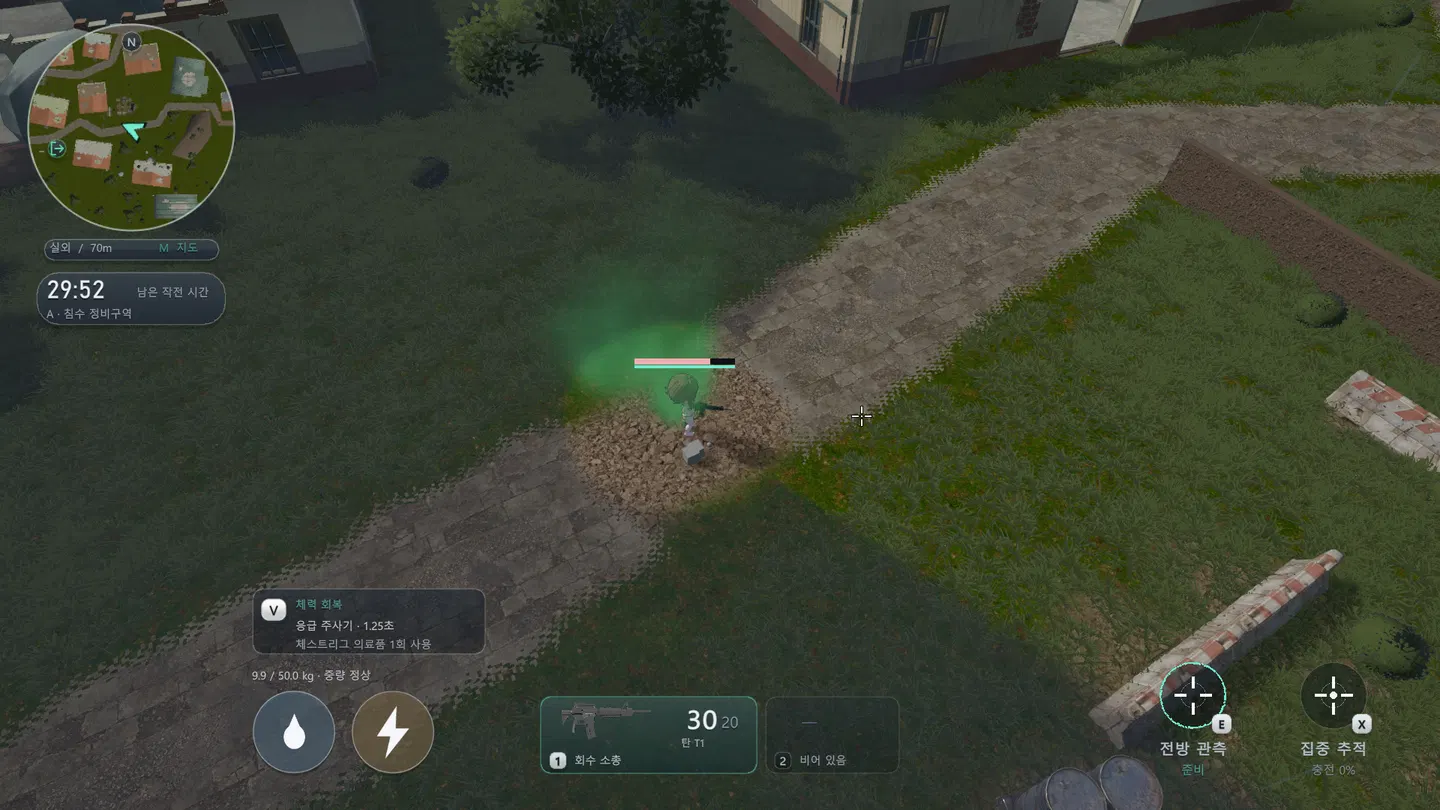 N
실외 / 70m
M 지도
29:52
남은 작전 시간
A · 침수 정비구역
V
체력 회복
응급 주사기 · 1.25초
체스트리그 의료품 1회 사용
9.9 / 50.0 kg · 중량 정상
30 20
탄 T1
1 회수 소총
2 비어 있음
E
전방 관측
준비
X
집중 추적
충전 0%